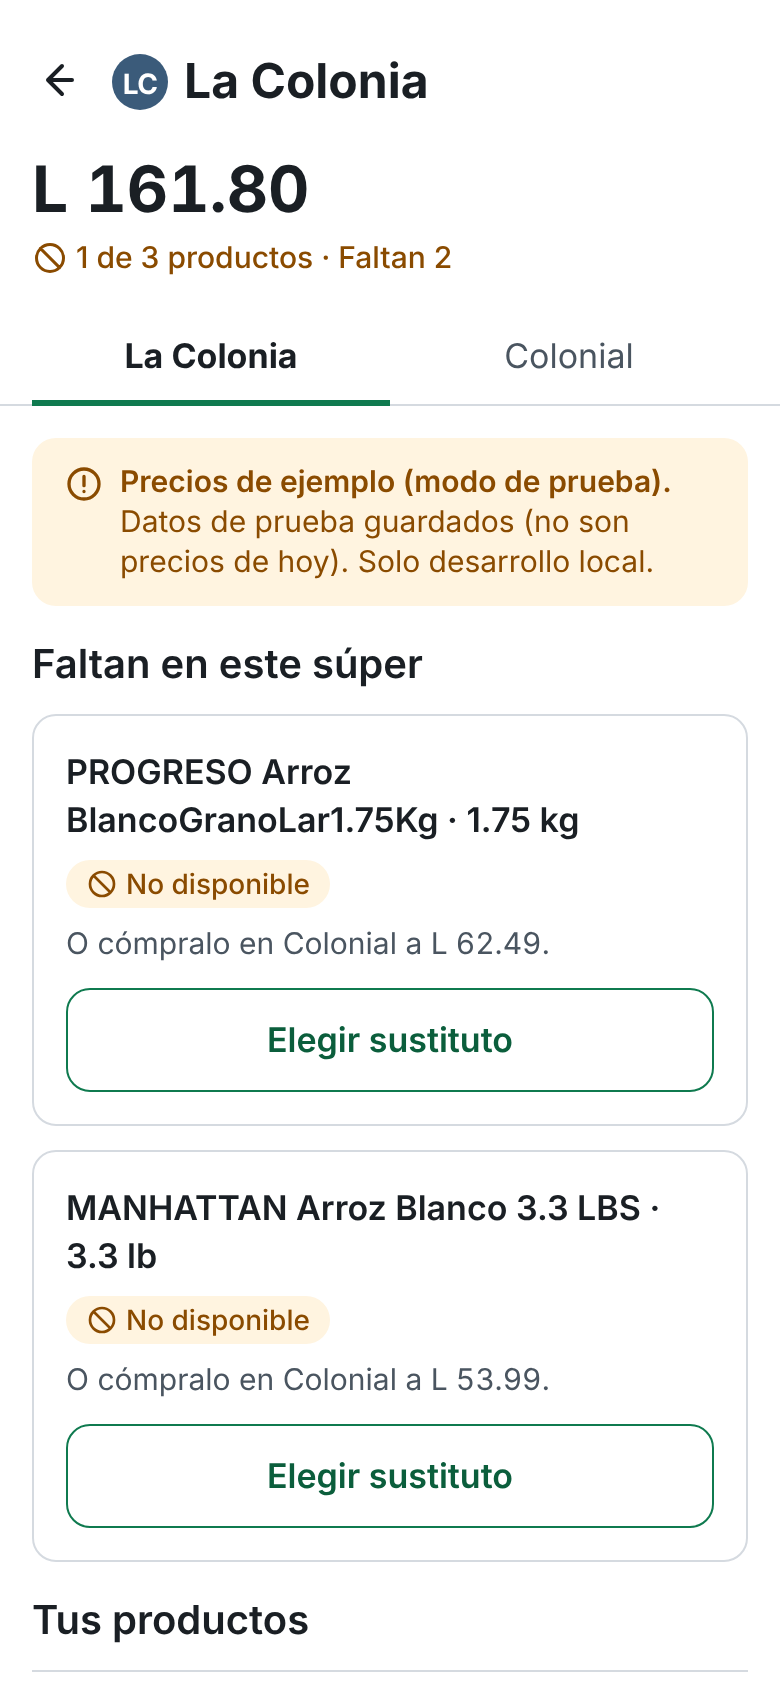 LC La Colonia
L 161.80
1 de 3 productos · Faltan 2
La Colonia Colonial
Precios de ejemplo (modo de prueba).
Datos de prueba guardados (no son
precios de hoy). Solo desarrollo local.
Faltan en este súper
PROGRESO Arroz
BlancoGranoLar1.75Kg · 1.75 kg
No disponible
O cómpralo en Colonial a L 62.49.
Elegir sustituto
MANHATTAN Arroz Blanco 3.3 LBS ·
3.3 lb
No disponible
O cómpralo en Colonial a L 53.99.
Elegir sustituto
Tus productos